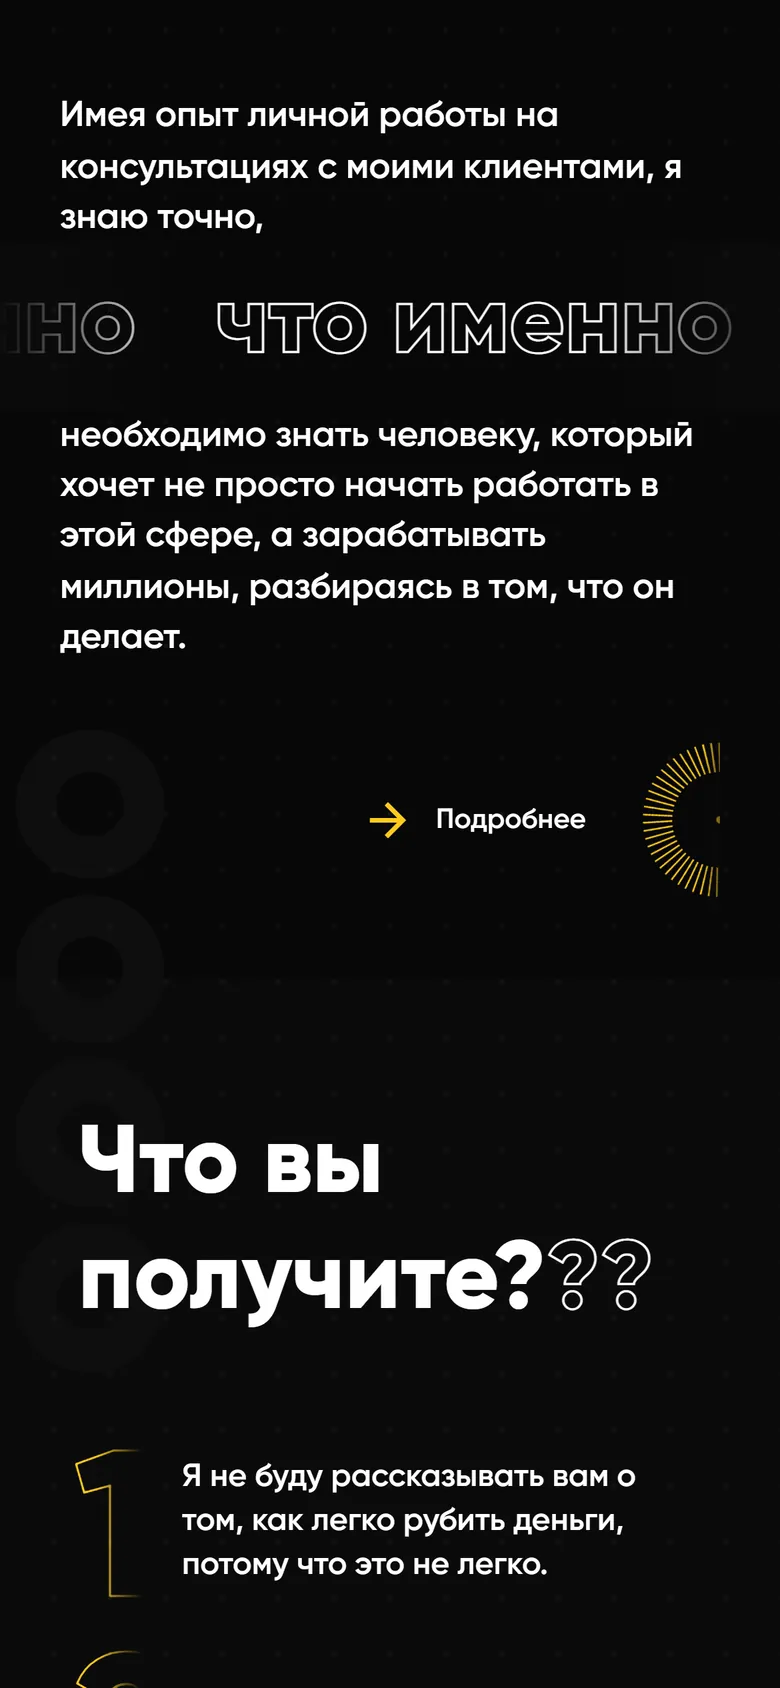 Имея опыт личной работы на
консультациях с моими клиентами, я
знаю точно,
нно что именно
необходимо знать человеку, который
хочет не просто начать работать в
этой сфере, а зарабатывать
миллионы, разбираясь в том, что он
делает.
Подробнее
Что вы
получите???
1 Я не буду рассказывать вам о
том, как легко рубить деньги,
потому что это не легко.